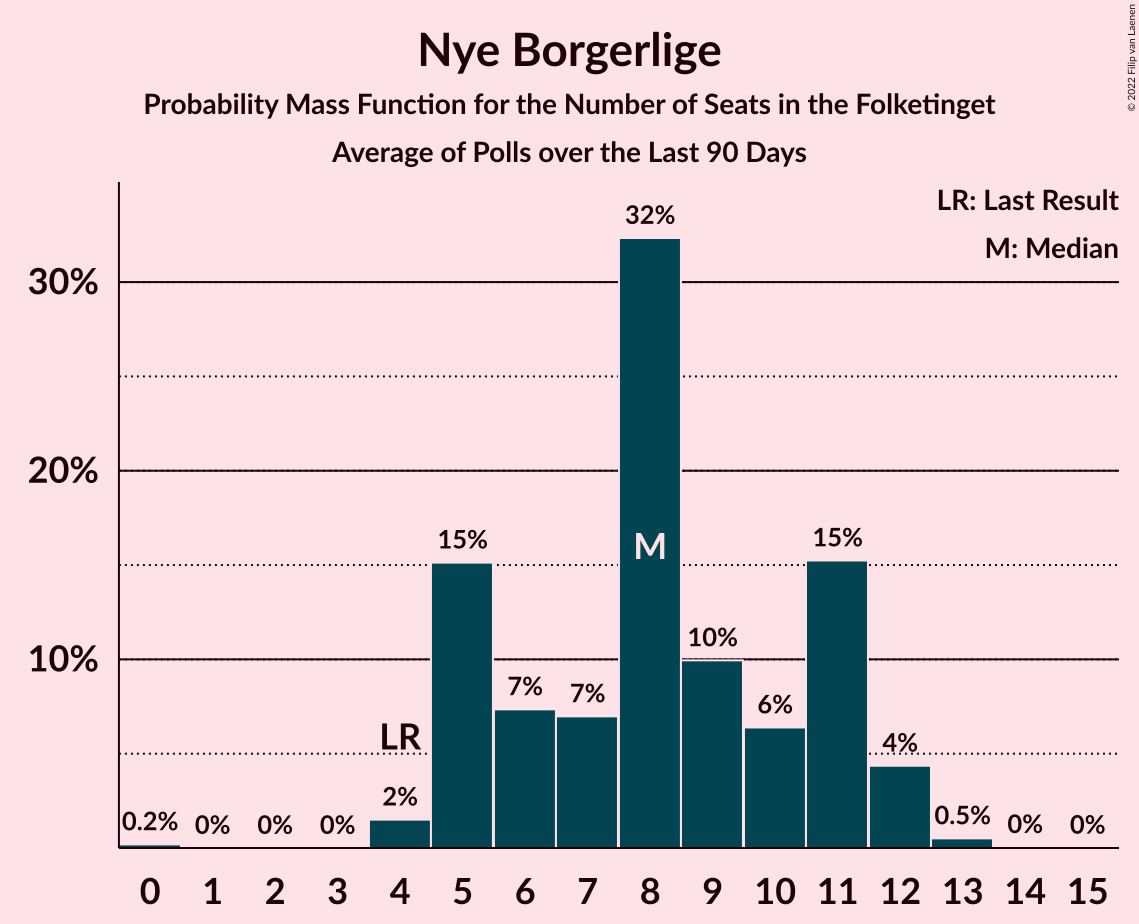 Nye Borgerlige
Probability Mass Function for the Number of Seats in the Folketinget
Average of Polls over the Last 90 Days
© 2022 Filip van Laenen
LR: Last Result
M: Median
30%
20%
10%
0.2%
0%
0%
0%
2%
LR
15%
7%
7%
32%
M
10%
6%
15%
4%
0.5%
0%
0%
0 1 2 3 4 5 6 7 8 9 10 11 12 13 14 15